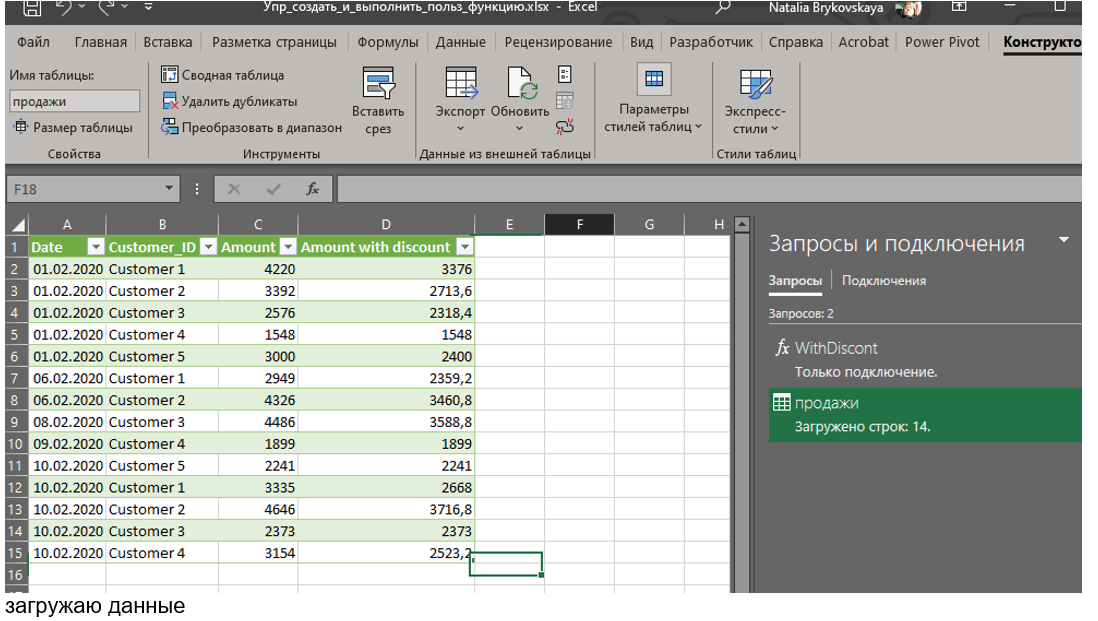 Упр_создать_и_выполнить_польз_функцию.xlsx - Excel Natalia Brykovskaya
Файл Главная Вставка Разметка страницы Формулы Данные Рецензирование Вид Разработчик Справка Acrobat Power Pivot Конструкто
Имя таблицы:
продажи
Размер таблицы
Свойства
Сводная таблица
Удалить дубликаты
Преобразовать в диапазон
Инструменты
Вставить
срез
Экспорт Обновить
Данные из внешней таблицы
Параметры
стилей таблиц
Экспресс-
стили
Стили таблиц
F18 fx
A B C D E F G H
1 Date Customer_ID Amount Amount with discount
2 01.02.2020 Customer 1 4220 3376
3 01.02.2020 Customer 2 3392 2713,6
4 01.02.2020 Customer 3 2576 2318,4
5 01.02.2020 Customer 4 1548 1548
6 01.02.2020 Customer 5 3000 2400
7 06.02.2020 Customer 1 2949 2359,2
8 06.02.2020 Customer 2 4326 3460,8
9 08.02.2020 Customer 3 4486 3588,8
10 09.02.2020 Customer 4 1899 1899
11 10.02.2020 Customer 5 2241 2241
12 10.02.2020 Customer 1 3335 2668
13 10.02.2020 Customer 2 4646 3716,8
14 10.02.2020 Customer 3 2373 2373
15 10.02.2020 Customer 4 3154 2523,2
16
Запросы и подключения
Запросы Подключения
Запросов: 2
fx WithDiscont
Только подключение.
продажи
Загружено строк: 14.
загружаю данные